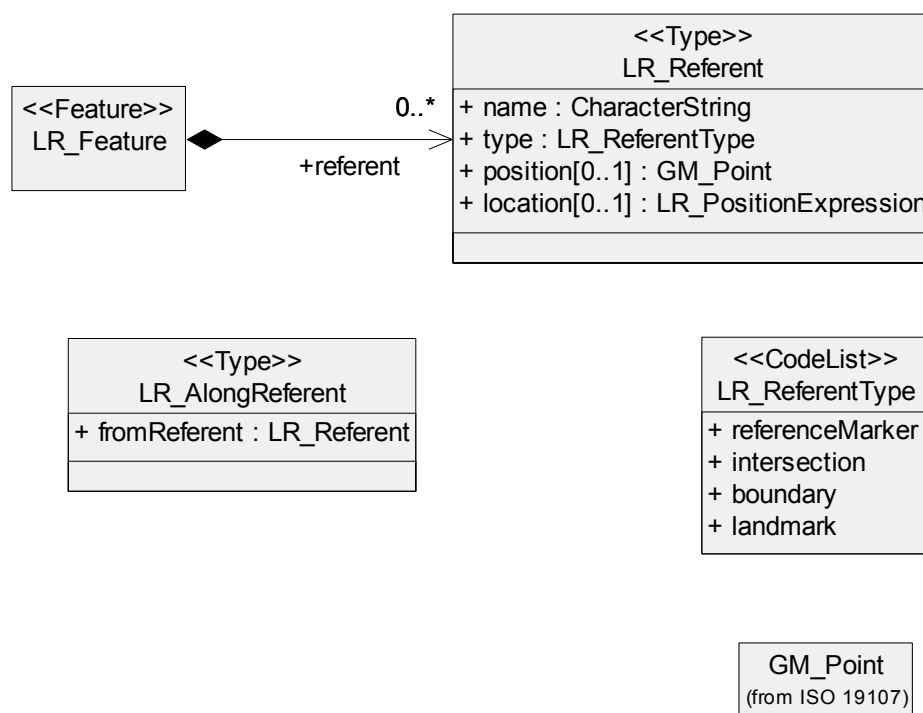 <<Type>>
LR_Referent
+ name : CharacterString
+ type : LR_ReferentType
+ position[0..1] : GM_Point
+ location[0..1] : LR_PositionExpression
<<Feature>>
LR_Feature
0..*
+referent
<<Type>>
LR_AlongReferent
+ fromReferent : LR_Referent
<<CodeList>>
LR_ReferentType
+ referenceMarker
+ intersection
+ boundary
+ landmark
GM_Point
(from ISO 19107)